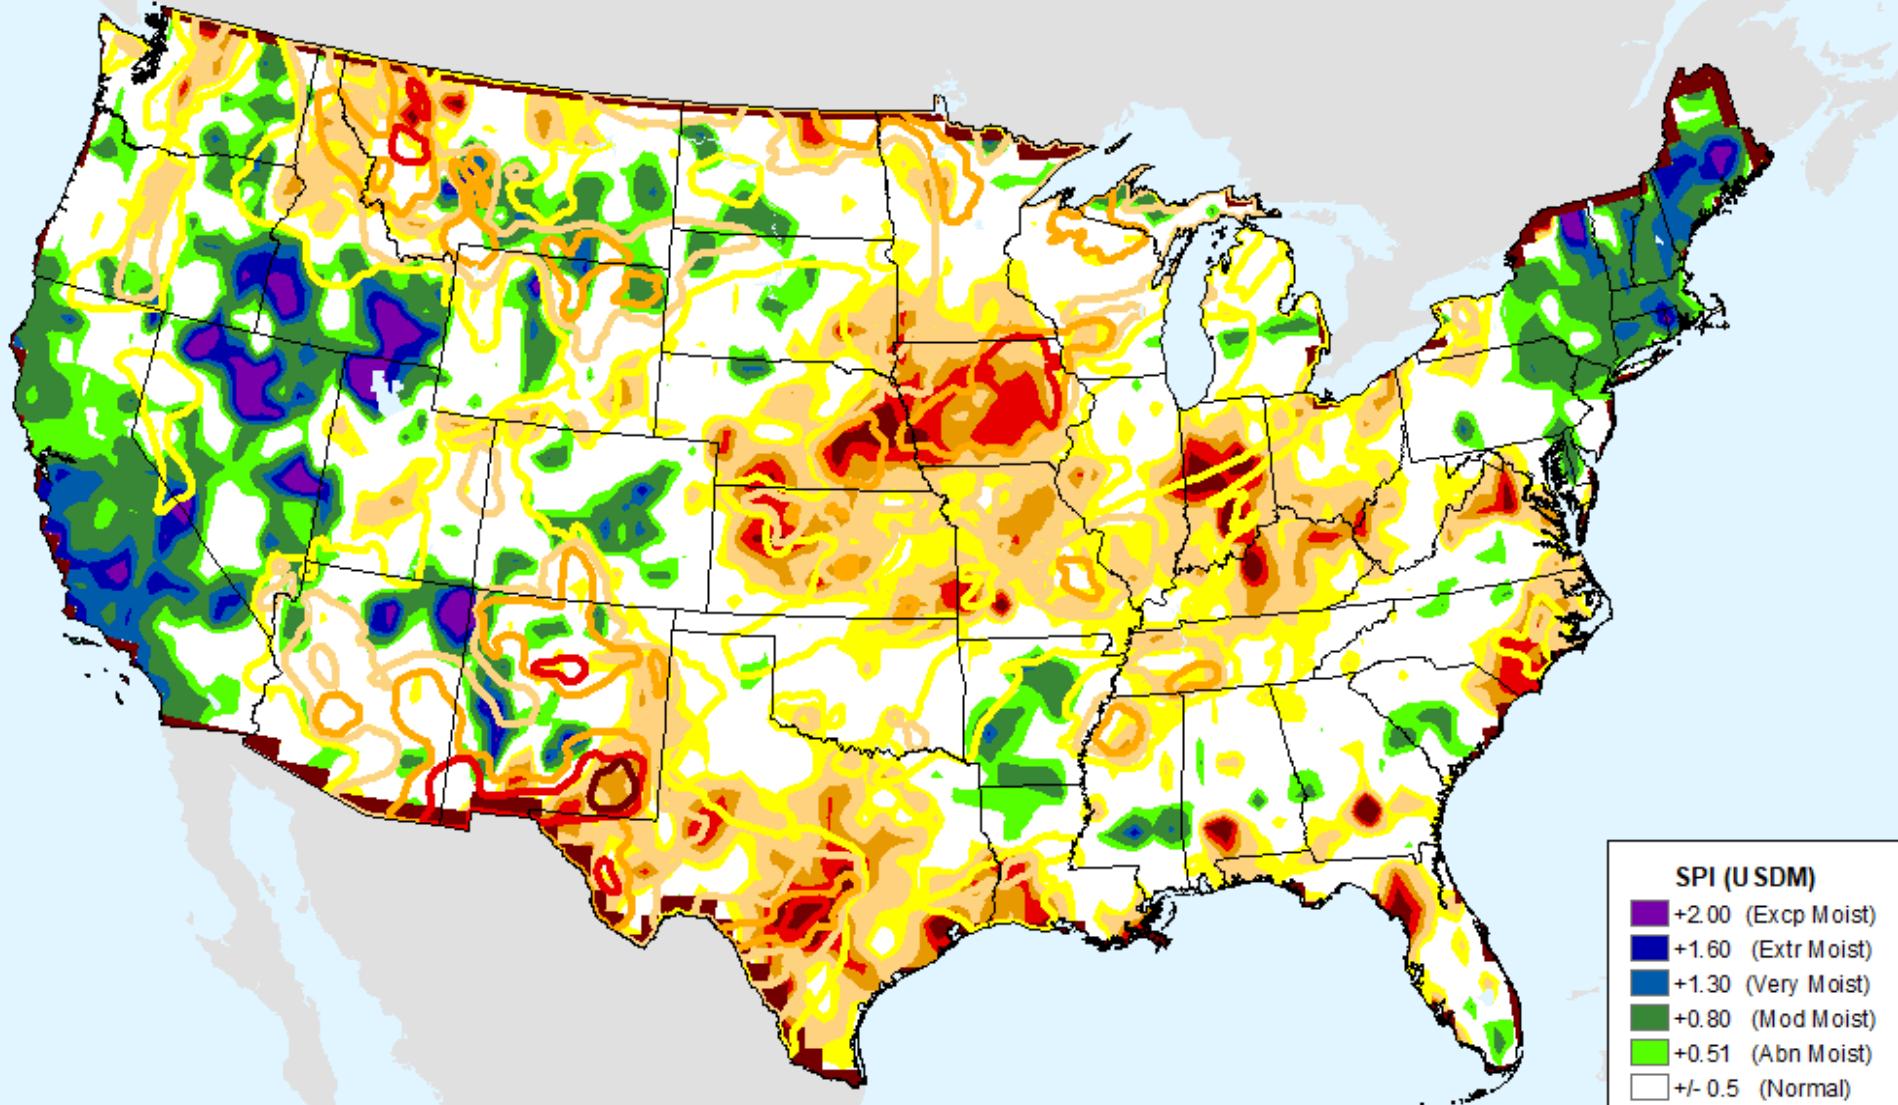 SPI (USDM)
+2.00 (Excp Moist)
+1.60 (Extr Moist)
+1.30 (Very Moist)
+0.80 (Mod Moist)
+0.51 (Abn Moist)
+/- 0.5 (Normal)